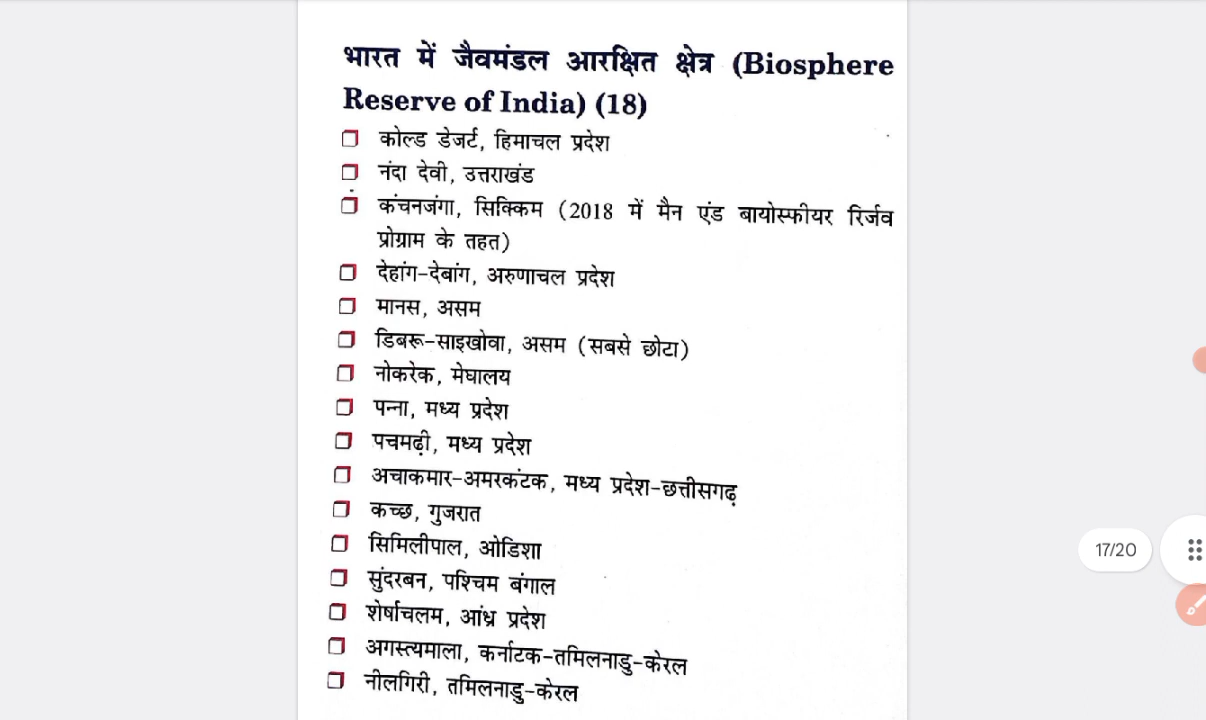 भारत में जैवमंडल आरक्षित क्षेत्र (Biosphere
Reserve of India) (18)
कोल्ड डेजर्ट, हिमाचल प्रदेश
नंदा देवी, उत्तराखंड
कंचनजंगा, सिक्किम (2018 में मैन एंड बायोस्फीयर रिर्जव
प्रोग्राम के तहत)
देहांग-देबांग, अरुणाचल प्रदेश
मानस, असम
डिबरू-साइखोवा, असम (सबसे छोटा)
नोकरेक, मेघालय
पन्ना, मध्य प्रदेश
पचमढ़ी, मध्य प्रदेश
अचाकमार-अमरकंटक, मध्य प्रदेश-छत्तीसगढ़
कच्छ, गुजरात
सिमिलीपाल, ओडिशा
सुंदरबन, पश्चिम बंगाल
शेर्षाचलम, आंध्र प्रदेश
अगस्त्यमाला, कर्नाटक-तमिलनाडु-केरल
नीलगिरी, तमिलनाडु-केरल
17/20